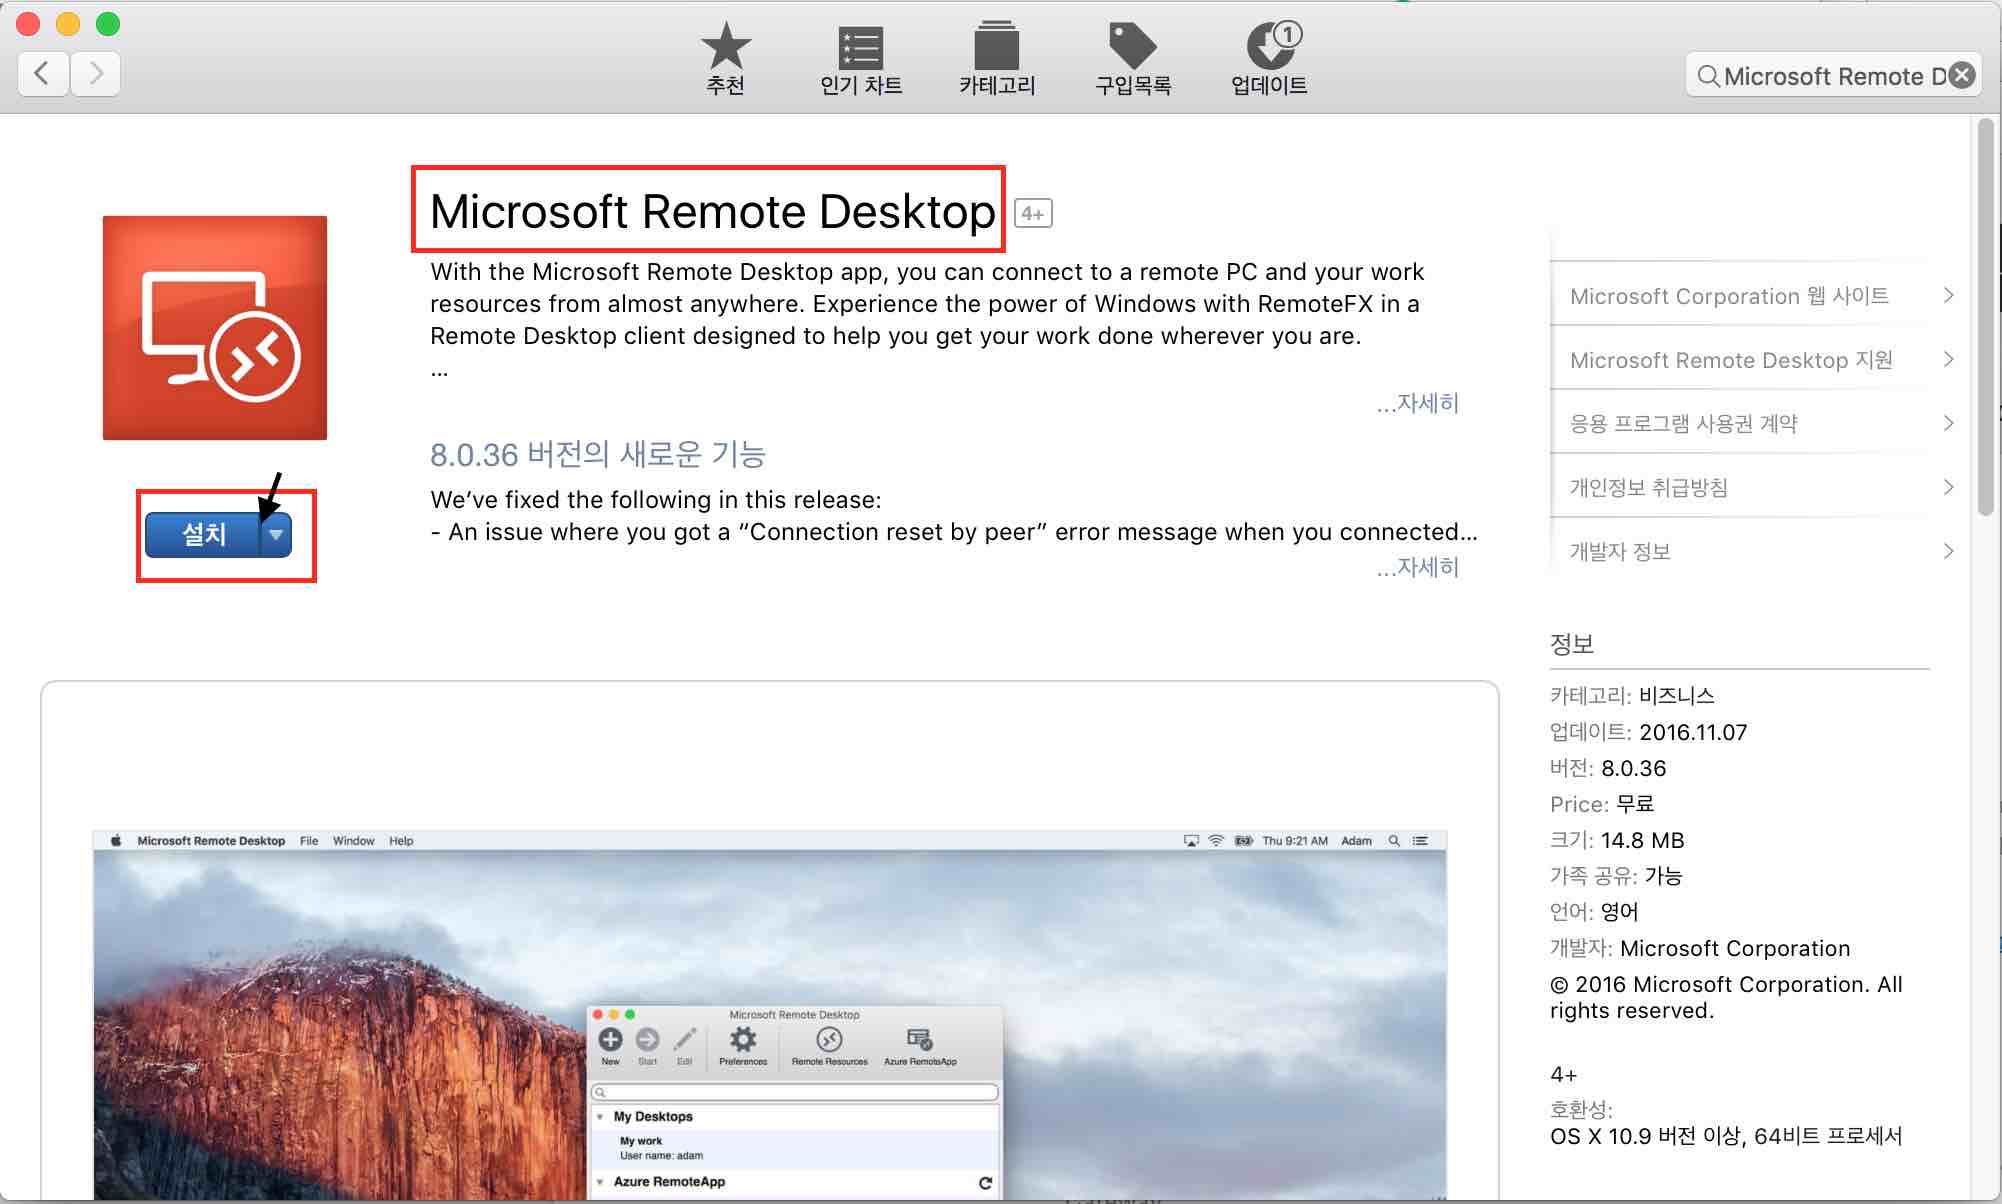 추천
인기 차트
카테고리
구입목록
1
업데이트
Microsoft Remote D
Microsoft Remote Desktop 4+
With the Microsoft Remote Desktop app, you can connect to a remote PC and your work
resources from almost anywhere. Experience the power of Windows with RemoteFX in a
Remote Desktop client designed to help you get your work done wherever you are.
...
...자세히
8.0.36 버전의 새로운 기능
We’ve fixed the following in this release:
- An issue where you got a “Connection reset by peer” error message when you connected...
...자세히
설치
Microsoft Corporation 웹 사이트
Microsoft Remote Desktop 지원
응용 프로그램 사용권 계약
개인정보 취급방침
개발자 정보
정보
카테고리: 비즈니스
업데이트: 2016.11.07
버전: 8.0.36
Price: 무료
크기: 14.8 MB
가족 공유: 가능
언어: 영어
개발자: Microsoft Corporation
© 2016 Microsoft Corporation. All
rights reserved.
4+
호환성:
OS X 10.9 버전 이상, 64비트 프로세서
Microsoft Remote Desktop File Window Help
Thu 9:21 AM Adam
Microsoft Remote Desktop
New Start Edit Preferences Remote Resources Azure RemoteApp
My Desktops
My work
User name: adam
Azure RemoteApp